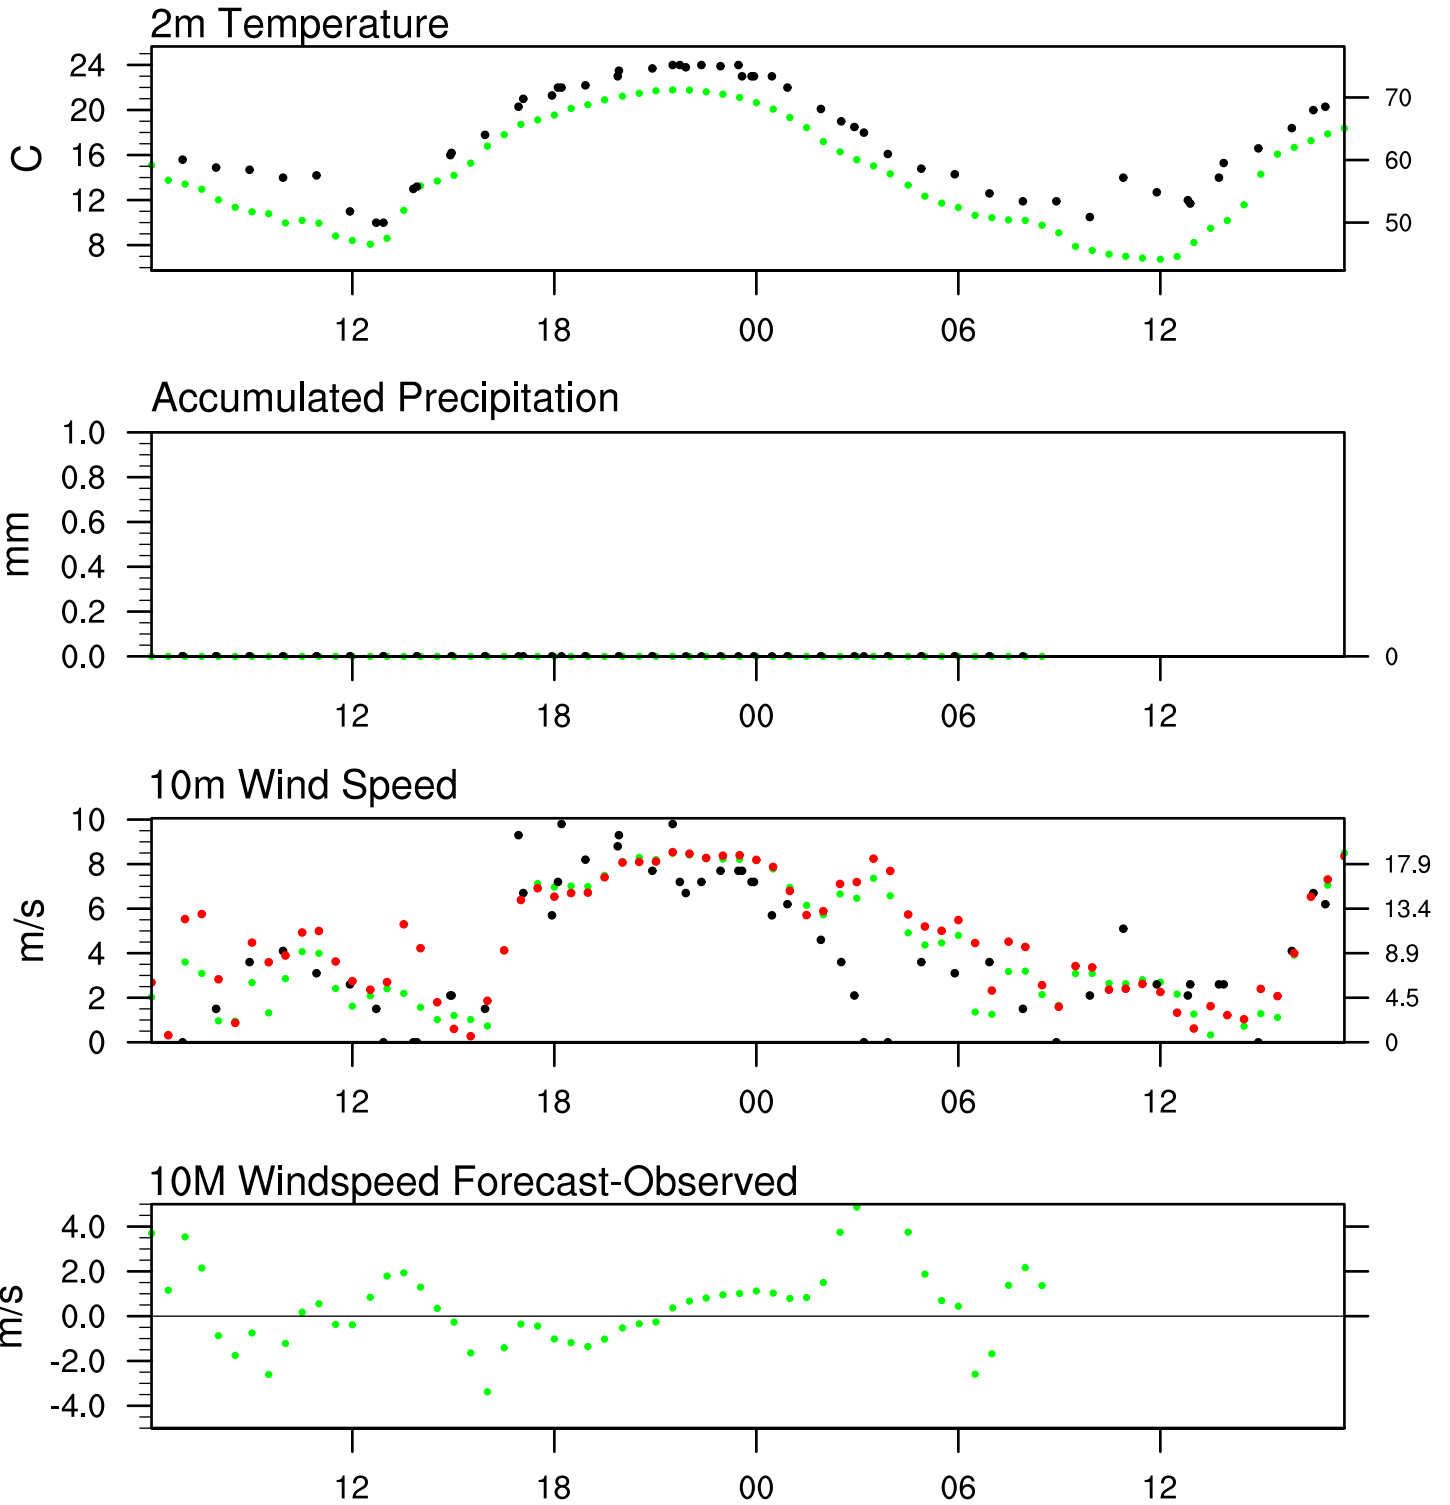 2m Temperature
24
20
16
12
8
C
70
60
50
12 18 00 06 12
Accumulated Precipitation
1.0
0.8
0.6
0.4
0.2
0.0
mm
0
12 18 00 06 12
10m Wind Speed
10
8
6
4
2
0
m/s
17.9
13.4
8.9
4.5
0
12 18 00 06 12
10M Windspeed Forecast-Observed
4.0
2.0
0.0
-2.0
-4.0
m/s
12 18 00 06 12